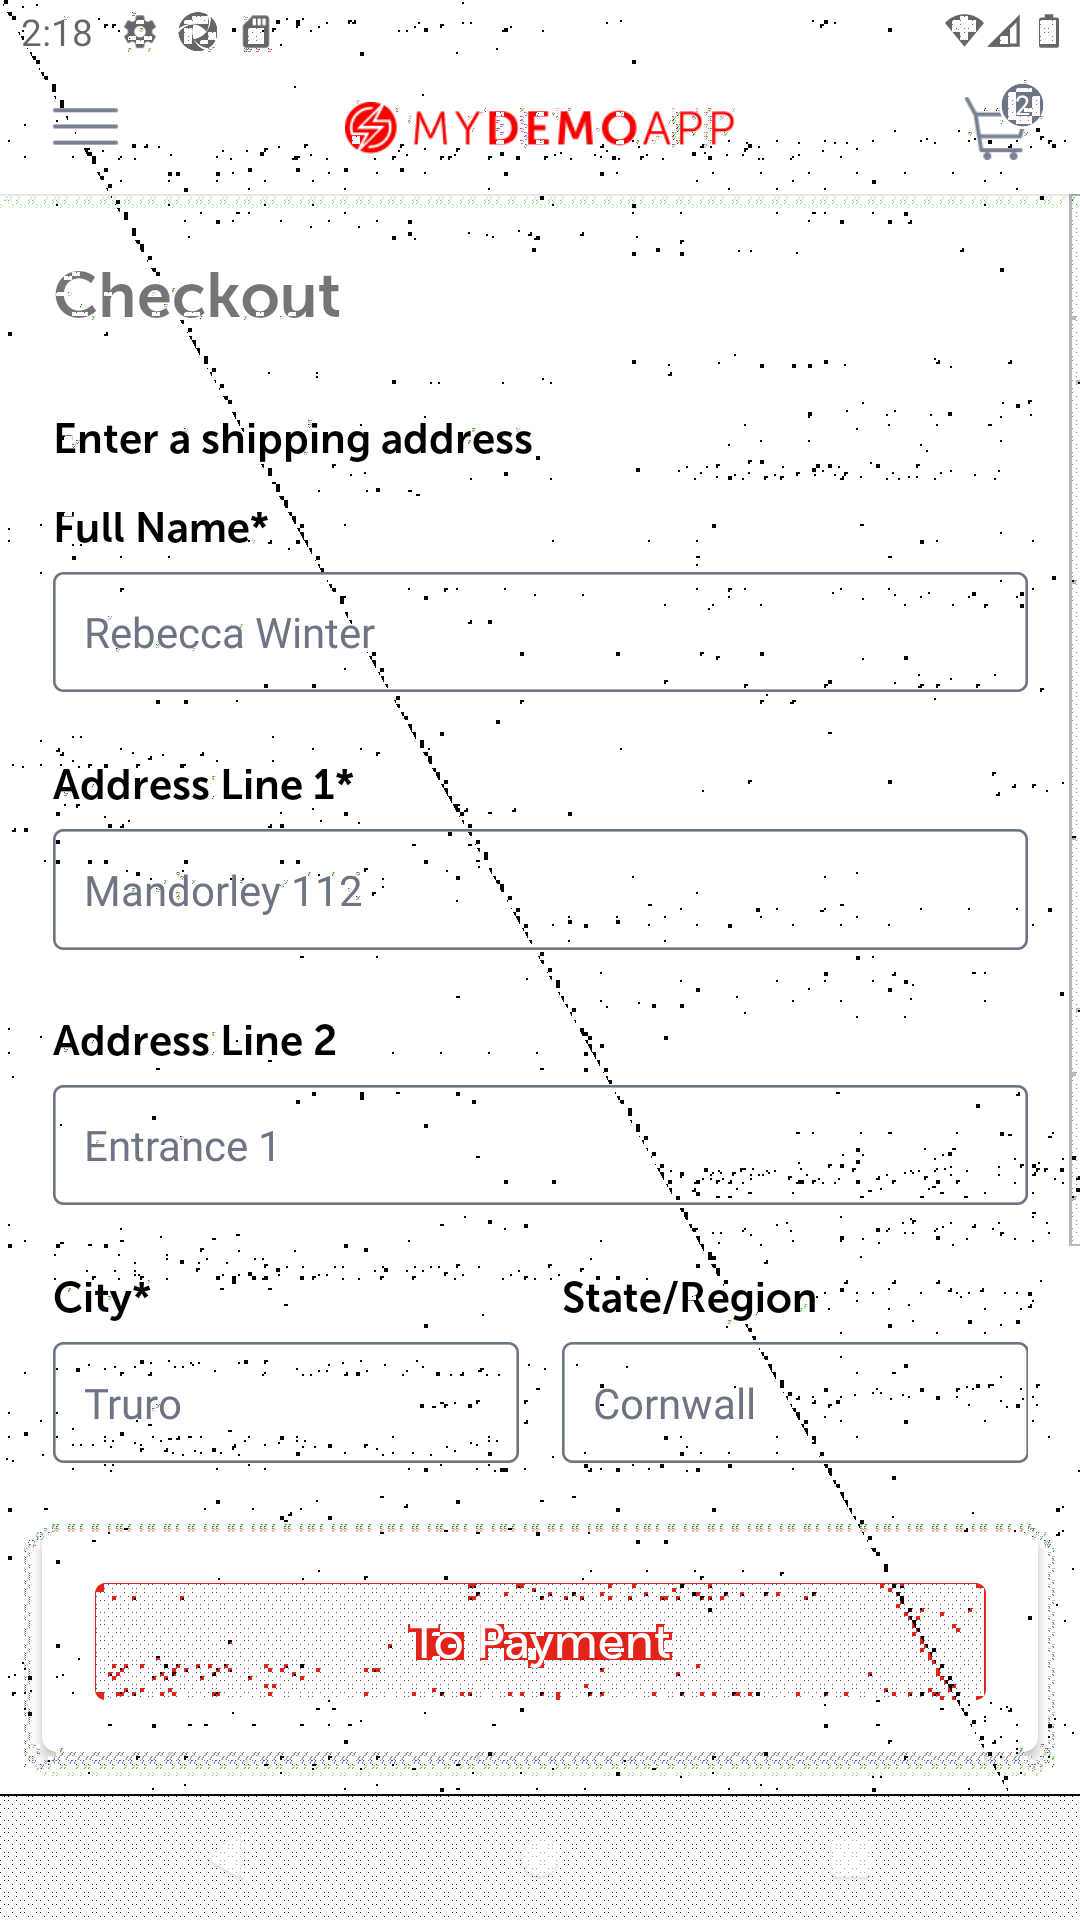 2:18
MYDEMOAPP
2
Checkout
Enter a shipping address
Full Name*
Rebecca Winter
Address Line 1*
Mandorley 112
Address Line 2
Entrance 1
City*
State/Region
Truro
Cornwall
To Payment